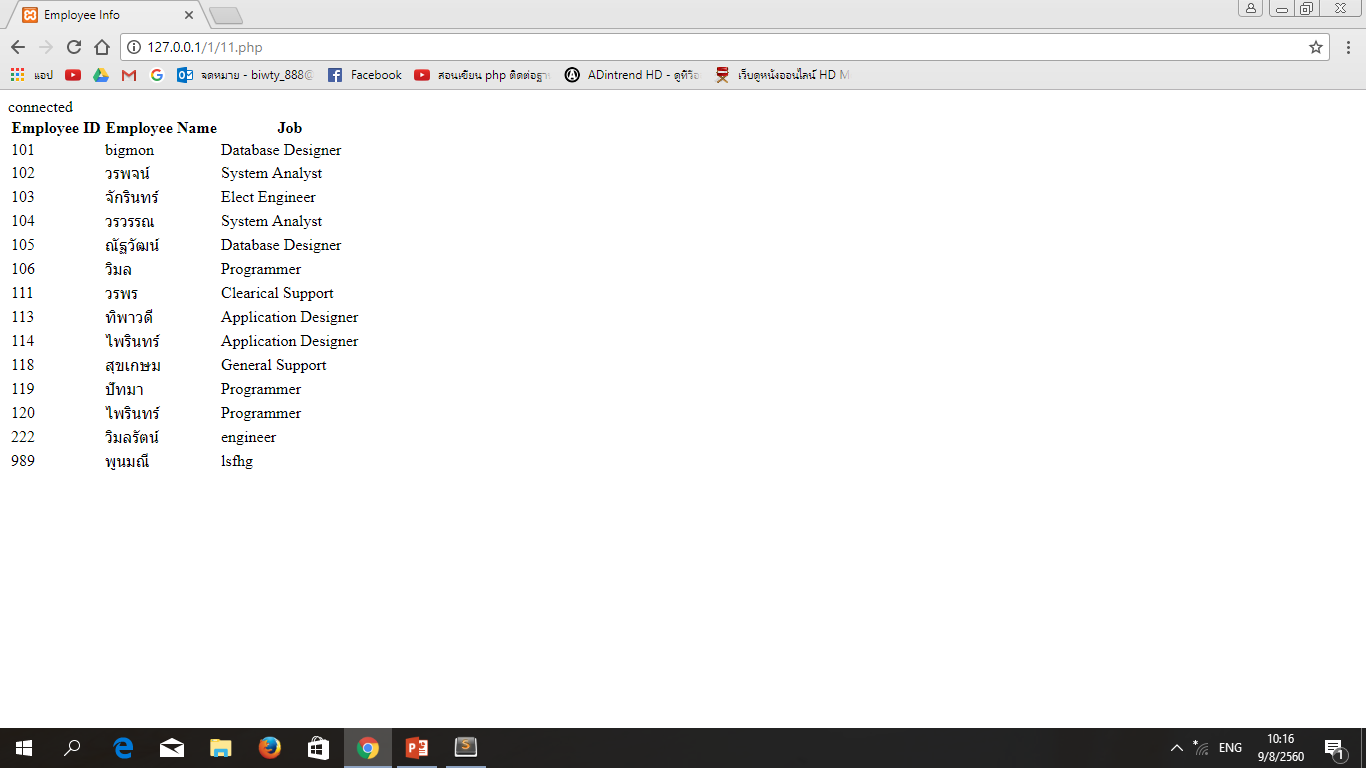 Employee Info
127.0.0.1/1/11.php
แอป จดหมาย - biwty_888@ Facebook สอนเขียน php ติดต่อฐาน ADintrend HD - ดูทีวีออ เว็บดูหนังออนไลน์ HD M
connected
Employee ID Employee Name Job
101 bigmon Database Designer
102 วรพจน์ System Analyst
103 จักรินทร์ Elect Engineer
104 วรวรรณ System Analyst
105 ณัฐวัฒน์ Database Designer
106 วิมล Programmer
111 วรพร Clearical Support
113 ทิพาวดี Application Designer
114 ไพรินทร์ Application Designer
118 สุขเกษม General Support
119 ปัทมา Programmer
120 ไพรินทร์ Programmer
222 วิมลรัตน์ engineer
989 พูนมณี lsfhg
ENG
10:16
9/8/2560
1